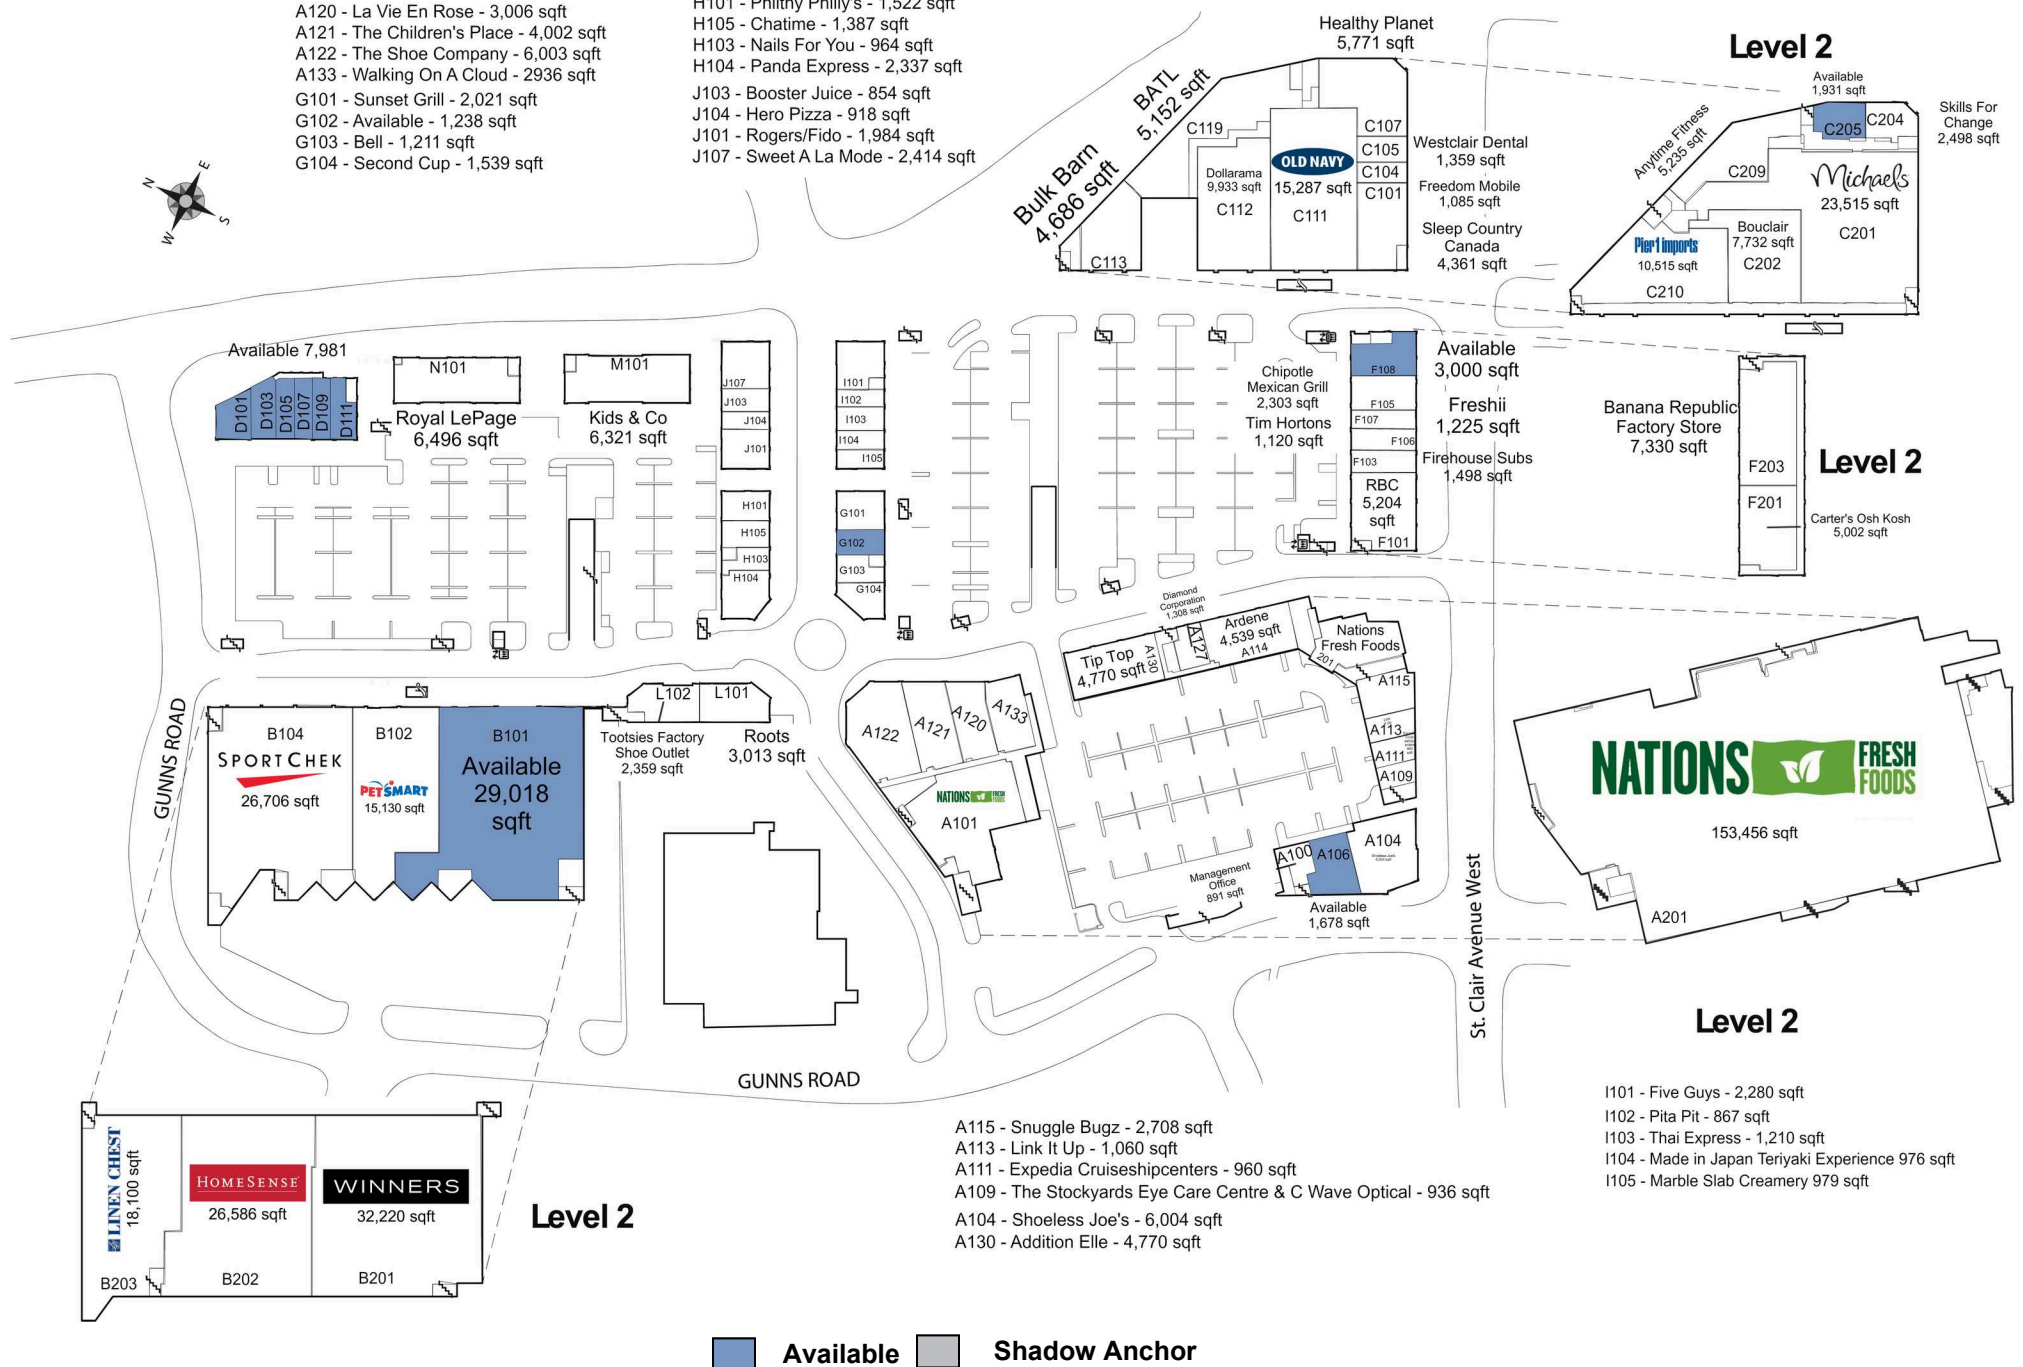 A120 - La Vie En Rose - 3,006 sqft
A121 - The Children's Place - 4,002 sqft
A122 - The Shoe Company - 6,003 sqft
A133 - Walking On A Cloud - 2936 sqft
G101 - Sunset Grill - 2,021 sqft
G102 - Available - 1,238 sqft
G103 - Bell - 1,211 sqft
G104 - Second Cup - 1,539 sqft
H101 - Philthy Philly's - 1,522 sqft
H105 - Chatime - 1,387 sqft
H103 - Nails For You - 964 sqft
H104 - Panda Express - 2,337 sqft
J103 - Booster Juice - 854 sqft
J104 - Hero Pizza - 918 sqft
J101 - Rogers/Fido - 1,984 sqft
J107 - Sweet A La Mode - 2,414 sqft
N
E
S
W
Healthy Planet
5,771 sqft
BATL
5,152 sqft
Bulk Barn
4,686 sqft
C119
C107
C105
C104
C101
Dollarama
9,933 sqft
C112
OLD NAVY
15,287 sqft
C111
C113
Westclair Dental
1,359 sqft
Freedom Mobile
1,085 sqft
Sleep Country
Canada
4,361 sqft
Level 2
Available
1,931 sqft
C205
C204
Skills For
Change
2,498 sqft
Anytime Fitness
5,235 sqft
C209
Michaels
23,515 sqft
C201
Bouclair
7,732 sqft
C202
Pier 1 imports
10,515 sqft
C210
Available 7,981
D101
D103
D105
D107
D109
D111
N101
Royal LePage
6,496 sqft
M101
Kids & Co
6,321 sqft
J107
J103
J104
J101
I101
I102
I103
I104
I105
H101
H105
H103
H104
G101
G102
G103
G104
Chipotle
Mexican Grill
2,303 sqft
Tim Hortons
1,120 sqft
F108
F105
F107
F106
F103
RBC
5,204
sqft
F101
Available
3,000 sqft
Freshii
1,225 sqft
Firehouse Subs
1,498 sqft
Banana Republic
Factory Store
7,330 sqft
F203
F201
Level 2
Carter's Osh Kosh
5,002 sqft
GUNNS ROAD
B104
SPORT CHEK
26,706 sqft
B102
PETSMART
15,130 sqft
B101
Available
29,018
sqft
L102
L101
Tootsies Factory
Shoe Outlet
2,359 sqft
Roots
3,013 sqft
A122
A121
A120
A133
NATIONS FRESH FOODS
A101
Diamond
Corporation
1,308 sqft
Tip Top
4,770 sqft
A130
A127
Ardene
4,539 sqft
A114
Nations
Fresh Foods
201
A115
A113
A111
A109
A104
A100
A106
Management
Office
891 sqft
Available
1,678 sqft
St. Clair Avenue West
NATIONS FRESH
FOODS
153,456 sqft
A201
Level 2
GUNNS ROAD
LINEN CHEST
18,100 sqft
B203
HOMESENSE
26,586 sqft
B202
WINNERS
32,220 sqft
B201
Level 2
A115 - Snuggle Bugz - 2,708 sqft
A113 - Link It Up - 1,060 sqft
A111 - Expedia Cruiseshipcenters - 960 sqft
A109 - The Stockyards Eye Care Centre & C Wave Optical - 936 sqft
A104 - Shoeless Joe's - 6,004 sqft
A130 - Addition Elle - 4,770 sqft
I101 - Five Guys - 2,280 sqft
I102 - Pita Pit - 867 sqft
I103 - Thai Express - 1,210 sqft
I104 - Made in Japan Teriyaki Experience 976 sqft
I105 - Marble Slab Creamery 979 sqft
Available
Shadow Anchor